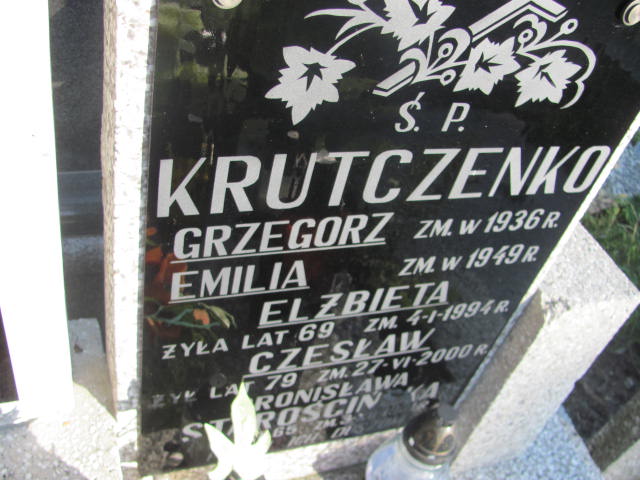 Ś. P.
KRUTCZENKO
GRZEGORZ ZM. W 1936 R.
EMILIA ZM. W 1949 R.
ELŻBIETA
ŻYŁA LAT 69 ZM. 4-I-1994 R.
CZESŁAW
ŻYŁ LAT 79 ZM. 27-VI-2000 R.
BRONISŁAWA